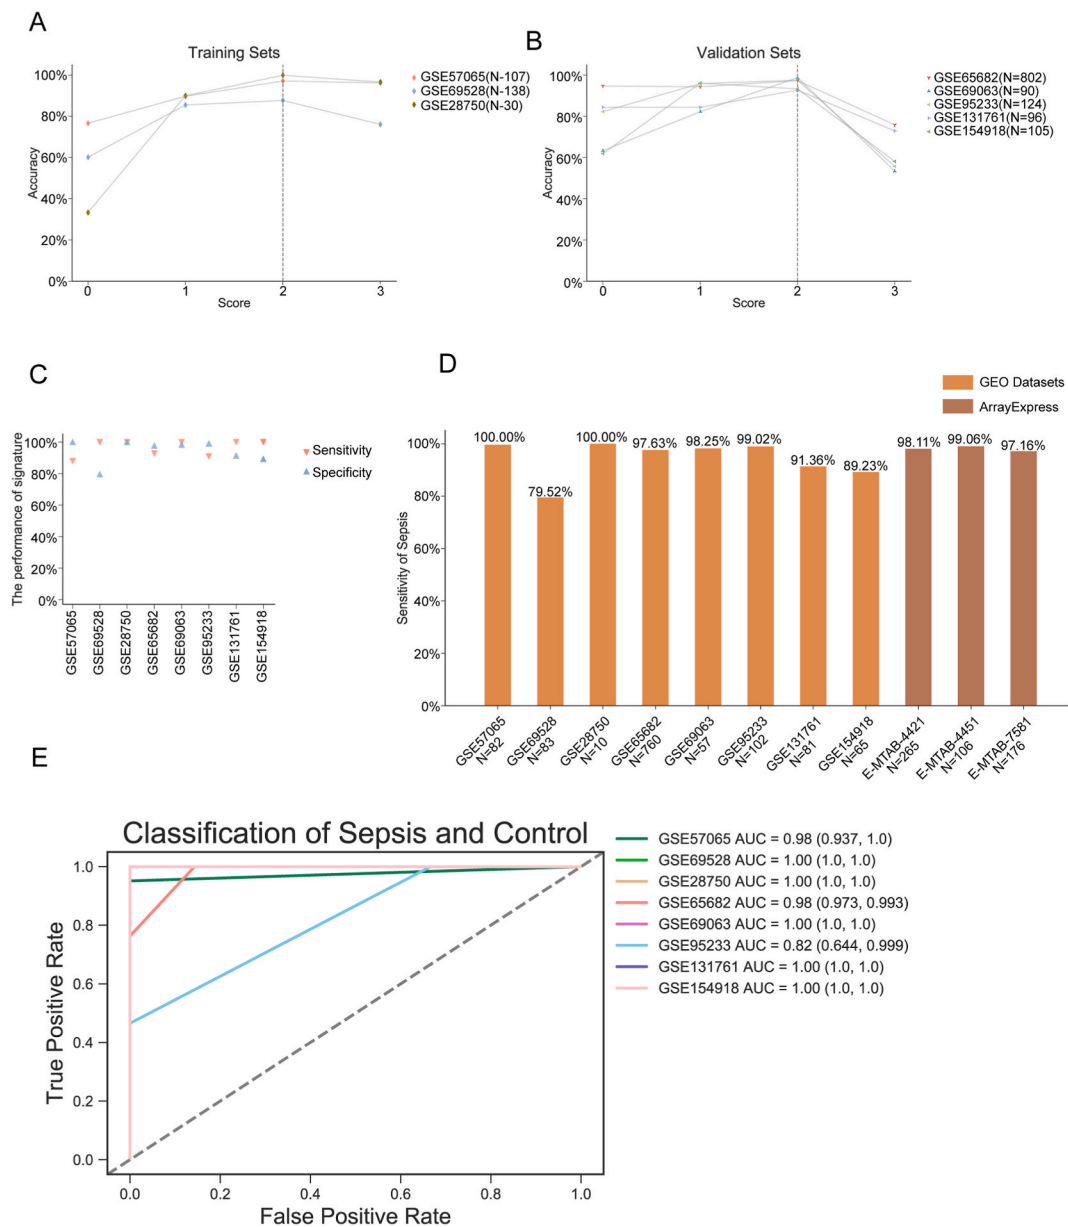 A
Training Sets
100%
80%
60%
40%
20%
0%
Accuracy
0 1 2 3
Score
GSE57065(N-107)
GSE69528(N-138)
GSE28750(N-30)
B
Validation Sets
100%
80%
60%
40%
20%
0%
Accuracy
0 1 2 3
Score
GSE65682(N=802)
GSE69063(N=90)
GSE95233(N=124)
GSE131761(N=96)
GSE154918(N=105)
C
The performance of signature
100%
80%
60%
40%
20%
0%
GSE57065
GSE69528
GSE28750
GSE65682
GSE69063
GSE95233
GSE131761
GSE154918
Sensitivity
Specificity
D
GEO Datasets
ArrayExpress
Sensitivity of Sepsis
100%
80%
60%
40%
20%
0%
100.00%
79.52%
100.00%
97.63%
98.25%
99.02%
91.36%
89.23%
98.11%
99.06%
97.16%
GSE57065
N=82
GSE69528
N=83
GSE28750
N=10
GSE65682
N=760
GSE69063
N=57
GSE95233
N=102
GSE131761
N=81
GSE154918
N=65
E-MTAB-4421
N=265
E-MTAB-4451
N=106
E-MTAB-7581
N=176
E
Classification of Sepsis and Control
True Positive Rate
1.0
0.8
0.6
0.4
0.2
0.0
0.0 0.2 0.4 0.6 0.8 1.0
False Positive Rate
GSE57065 AUC = 0.98 (0.937, 1.0)
GSE69528 AUC = 1.00 (1.0, 1.0)
GSE28750 AUC = 1.00 (1.0, 1.0)
GSE65682 AUC = 0.98 (0.973, 0.993)
GSE69063 AUC = 1.00 (1.0, 1.0)
GSE95233 AUC = 0.82 (0.644, 0.999)
GSE131761 AUC = 1.00 (1.0, 1.0)
GSE154918 AUC = 1.00 (1.0, 1.0)